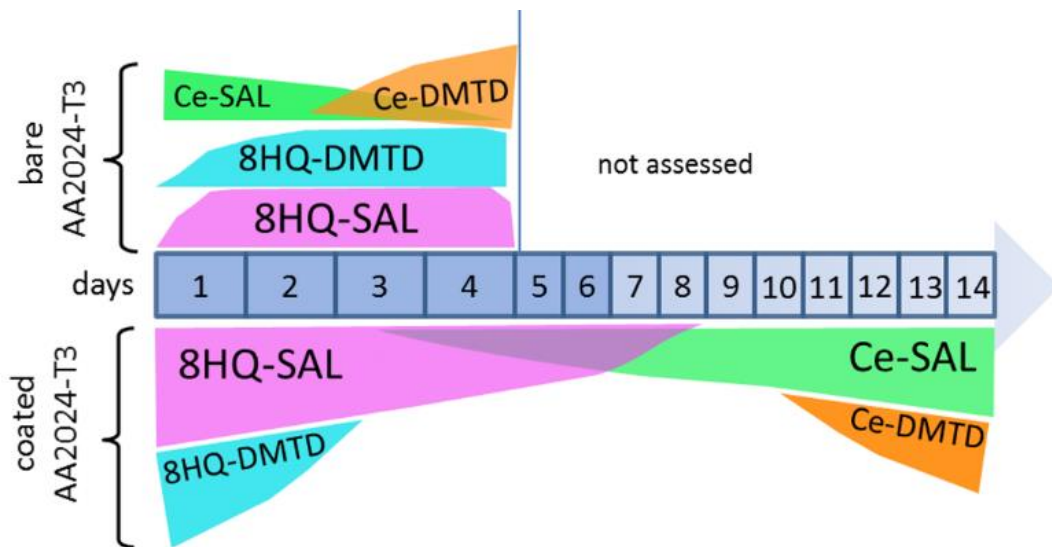 bare
AA2024-T3
Ce-SAL
Ce-DMTD
8HQ-DMTD
8HQ-SAL
not assessed
days
1 2 3 4 5 6 7 8 9 10 11 12 13 14
coated
AA2024-T3
8HQ-SAL
8HQ-DMTD
Ce-SAL
Ce-DMTD